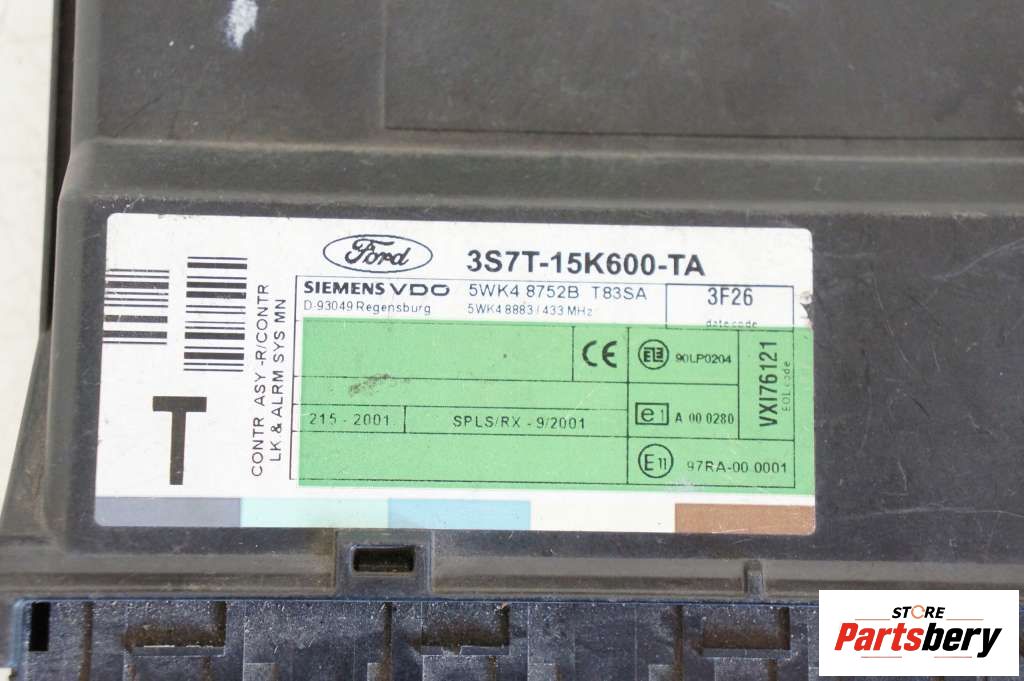 Ford
3S7T-15K600-TA
SIEMENS VDO 5WK4 8752B T83SA 3F26
D-93049 Regensburg 5WK4 8883 / 433 MHz date code
CE E1E 90LP0204
215 - 2001 SPLS/RX - 9/2001 e1 A 00 0280
E11 97RA-00 0001
VXI76121
EOL code
CONTR ASY -R/CONTR
LK & ALRM SYS MN
T
STORE
Partsbery